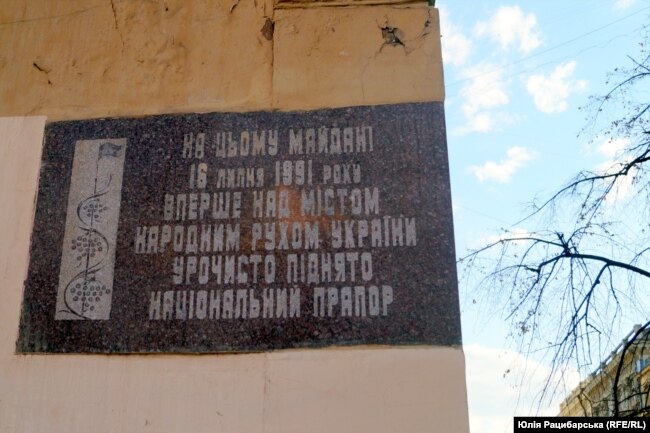 НА ЦЬОМУ МАЙДАНІ
16 ЛИПНЯ 1991 РОКУ
ВПЕРШЕ НАД МІСТОМ
НАРОДНИМ РУХОМ УКРАЇНИ
УРОЧИСТО ПІДНЯТО
НАЦІОНАЛЬНИЙ ПРАПОР
Юлія Рацибарська (RFE/RL)